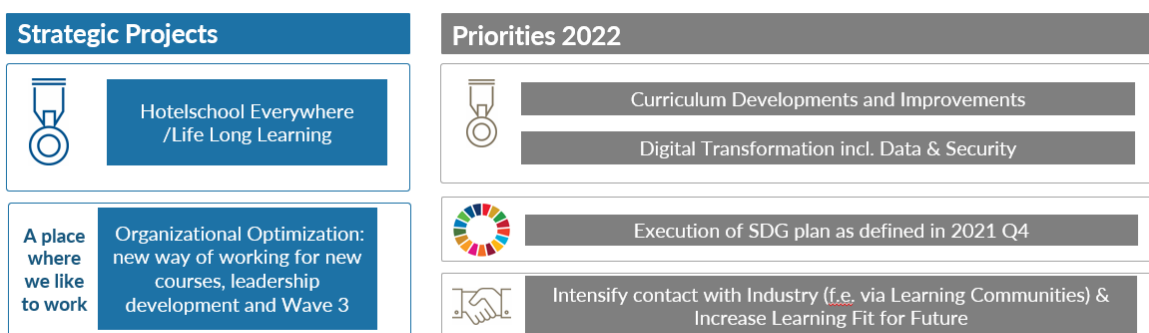 Strategic Projects
Hotelschool Everywhere
/Life Long Learning
A place
where
we like
to work
Organizational Optimization:
new way of working for new
courses, leadership
development and Wave 3
Priorities 2022
Curriculum Developments and Improvements
Digital Transformation incl. Data & Security
Execution of SDG plan as defined in 2021 Q4
Intensify contact with Industry (f.e. via Learning Communities) &
Increase Learning Fit for Future